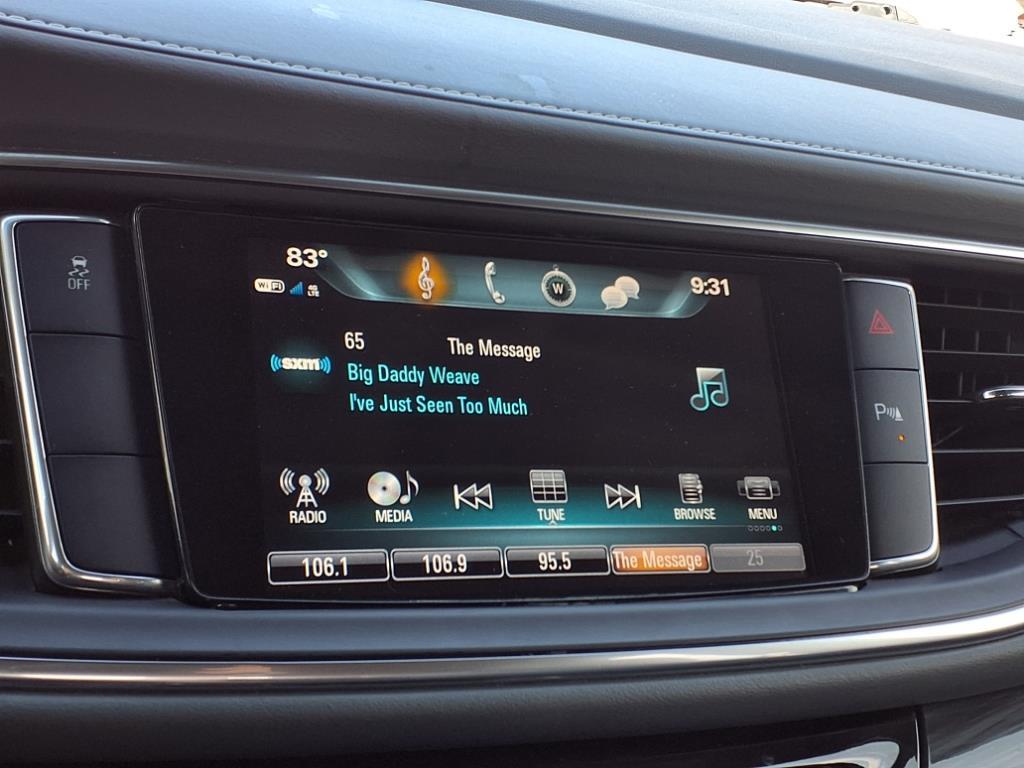 83°
W
9:31
WiFi 4G LTE
OFF
65 The Message
((sxm))
Big Daddy Weave
I've Just Seen Too Much
P
RADIO MEDIA TUNE BROWSE MENU
106.1 106.9 95.5 The Message 25